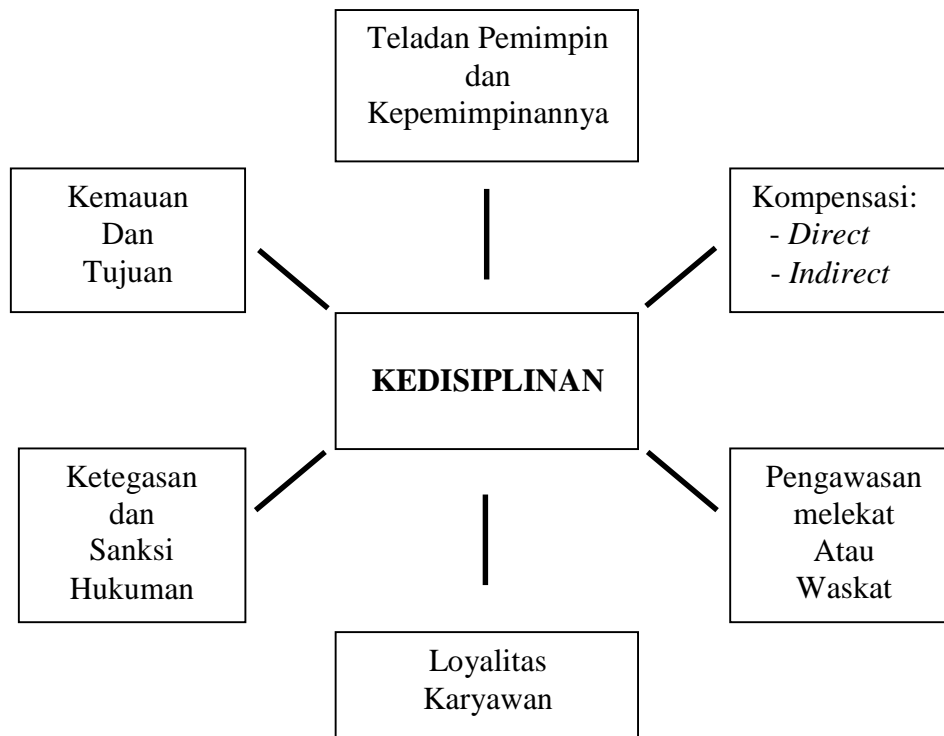 Teladan Pemimpin
dan
Kepemimpinannya
Kemauan
Dan
Tujuan
Kompensasi:
- Direct
- Indirect
KEDISIPLINAN
Ketegasan
dan
Sanksi
Hukuman
Pengawasan
melekat
Atau
Waskat
Loyalitas
Karyawan